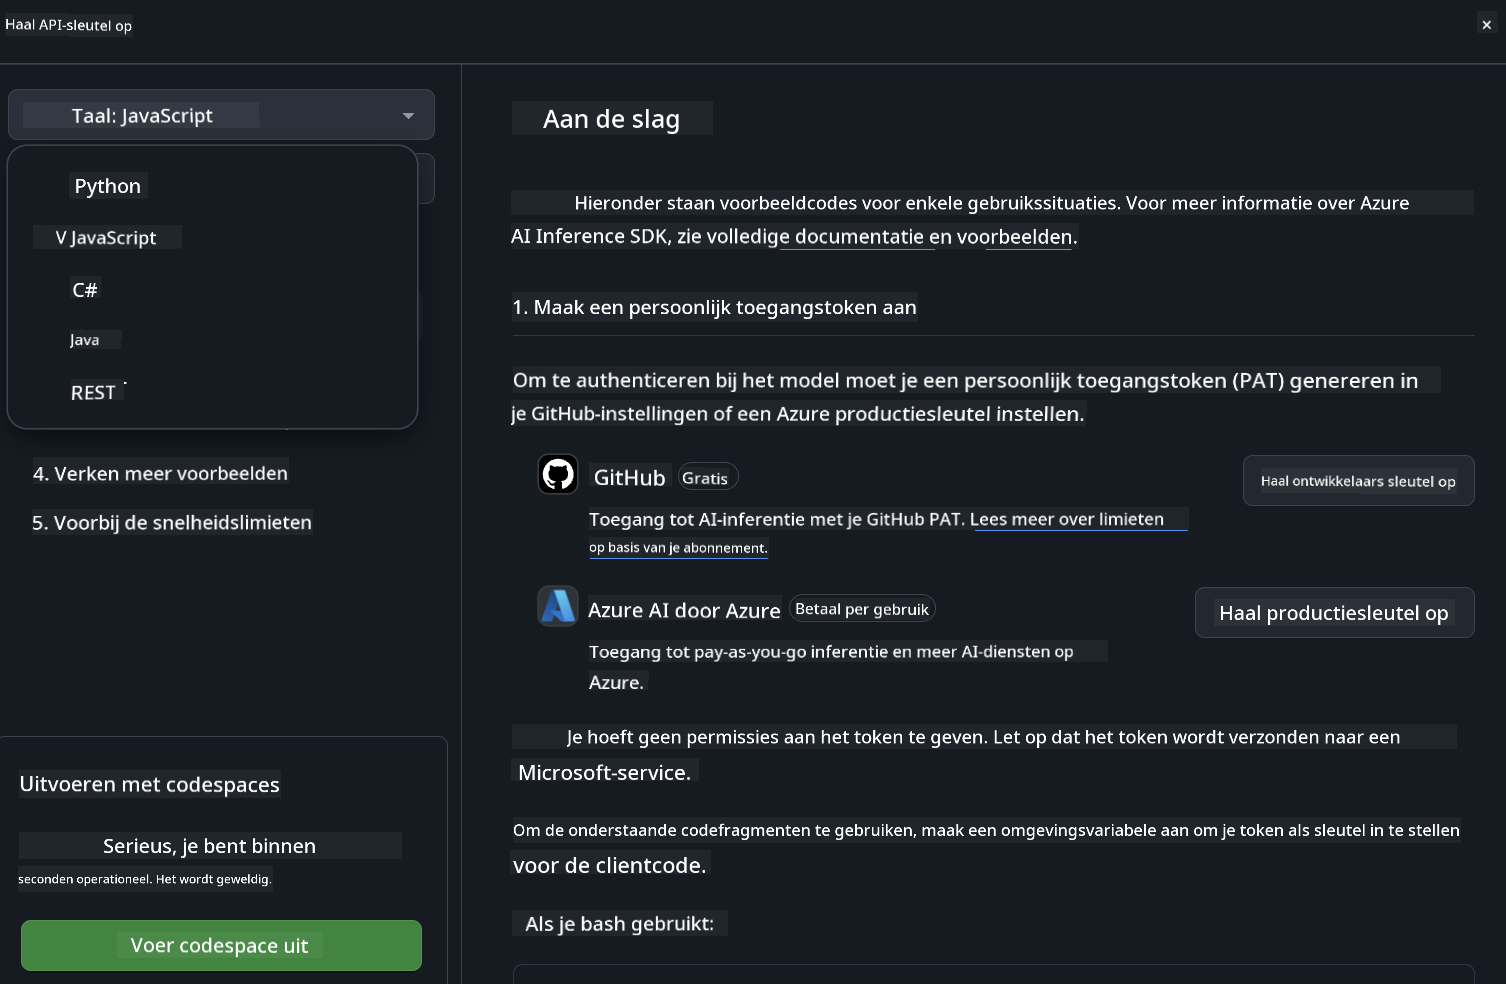 Haal API-sleutel op
×
Taal: JavaScript
Python
V JavaScript
C#
Java
REST
4. Verken meer voorbeelden
5. Voorbij de snelheidslimieten
Uitvoeren met codespaces
Serieus, je bent binnen
seconden operationeel. Het wordt geweldig.
Voer codespace uit
Aan de slag
Hieronder staan voorbeeldcodes voor enkele gebruikssituaties. Voor meer informatie over Azure
AI Inference SDK, zie volledige documentatie en voorbeelden.
1. Maak een persoonlijk toegangstoken aan
Om te authenticeren bij het model moet je een persoonlijk toegangstoken (PAT) genereren in
je GitHub-instellingen of een Azure productiesleutel instellen.
GitHub Gratis
Haal ontwikkelaars sleutel op
Toegang tot AI-inferentie met je GitHub PAT. Lees meer over limieten
op basis van je abonnement.
Azure AI door Azure Betaal per gebruik
Haal productiesleutel op
Toegang tot pay-as-you-go inferentie en meer AI-diensten op
Azure.
Je hoeft geen permissies aan het token te geven. Let op dat het token wordt verzonden naar een
Microsoft-service.
Om de onderstaande codefragmenten te gebruiken, maak een omgevingsvariabele aan om je token als sleutel in te stellen
voor de clientcode.
Als je bash gebruikt: